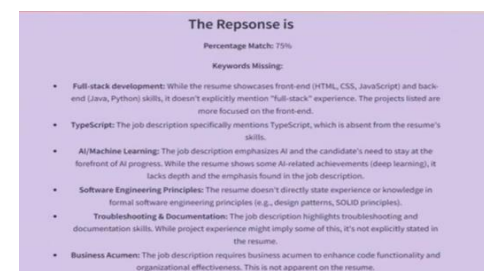 The Repsonse is
Percentage Match: 75%
Keywords Missing:
• Full-stack development: While the resume showcases front-end (HTML, CSS, JavaScript) and back-
end (Java, Python) skills, it doesn't explicitly mention "full-stack" experience. The projects listed are
more focused on the front-end.
• TypeScript: The job description specifically mentions TypeScript, which is absent from the resume's
skills.
• AI/Machine Learning: The job description emphasizes AI and the candidate's need to stay at the
forefront of AI progress. While the resume shows some AI-related achievements (deep learning), it
lacks depth and the emphasis found in the job description.
• Software Engineering Principles: The resume doesn't directly state experience or knowledge in
formal software engineering principles (e.g., design patterns, SOLID principles).
• Troubleshooting & Documentation: The job description highlights troubleshooting and
documentation skills. While project experience might imply some of this, it's not explicitly stated in
the resume.
• Business Acumen: The job description requires business acumen to enhance code functionality and
organizational effectiveness. This is not apparent on the resume.